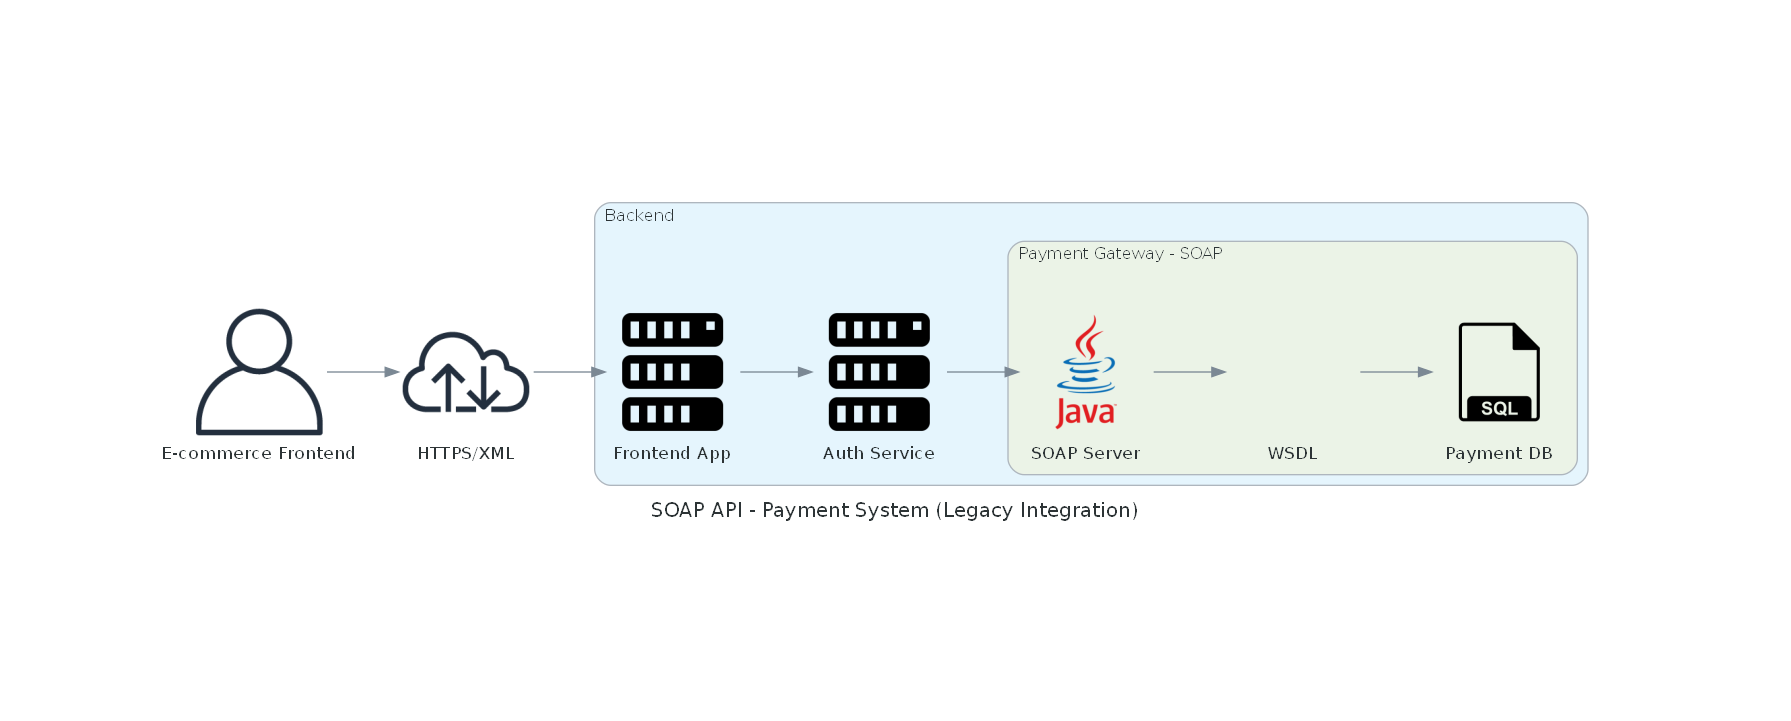 Backend
Payment Gateway - SOAP
Java
SQL
E-commerce Frontend
HTTPS/XML
Frontend App
Auth Service
SOAP Server
WSDL
Payment DB
SOAP API - Payment System (Legacy Integration)